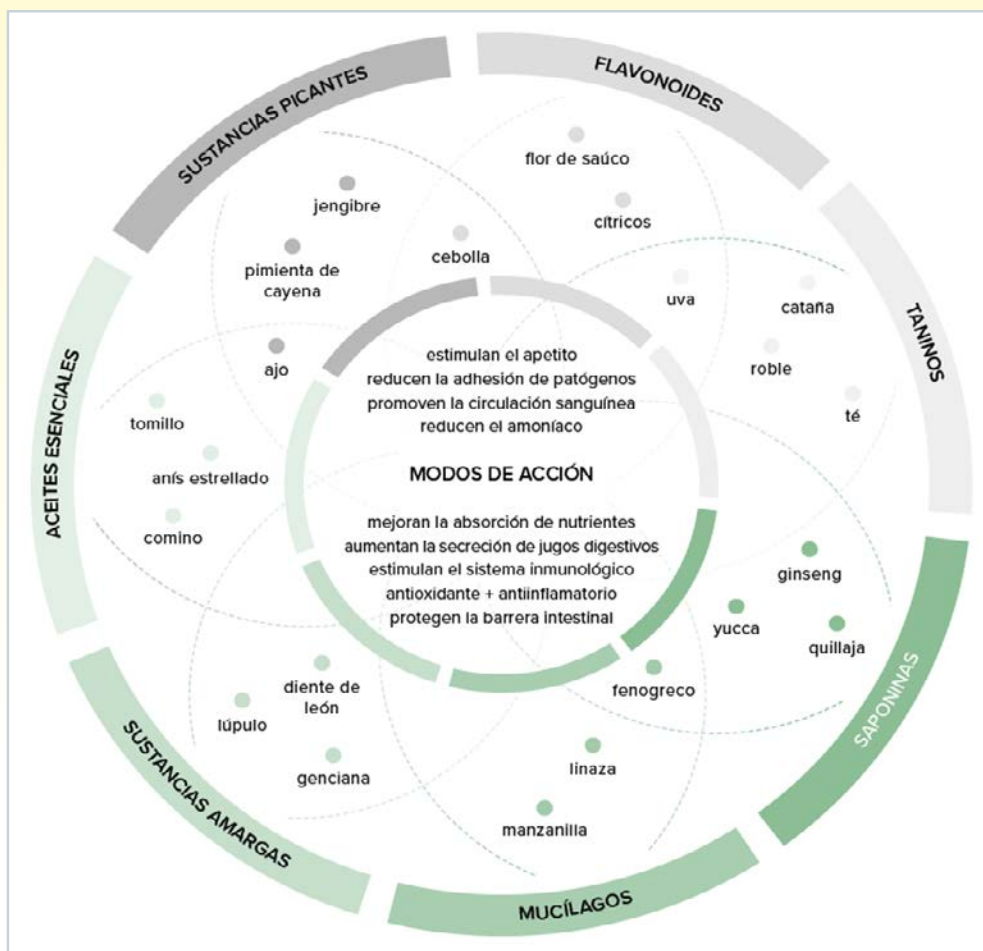 SUSTANCIAS PICANTES
FLAVONOIDES
TANINOS
SAPONINAS
MUCÍLAGOS
SUSTANCIAS AMARGAS
ACEITES ESENCIALES
jengibre
pimienta de
cayena
ajo
flor de saúco
cítricos
cebolla
uva
cataña
roble
té
ginseng
yucca
quillaja
fenogreco
linaza
manzanilla
diente de
león
lúpulo
genciana
tomillo
anís estrellado
comino
estimulan el apetito
reducen la adhesión de patógenos
promoven la circulación sanguínea
reducen el amoníaco
MODOS DE ACCIÓN
mejoran la absorción de nutrientes
aumentan la secreción de jugos digestivos
estimulan el sistema inmunológico
antioxidante + antiinflamatorio
protegen la barrera intestinal